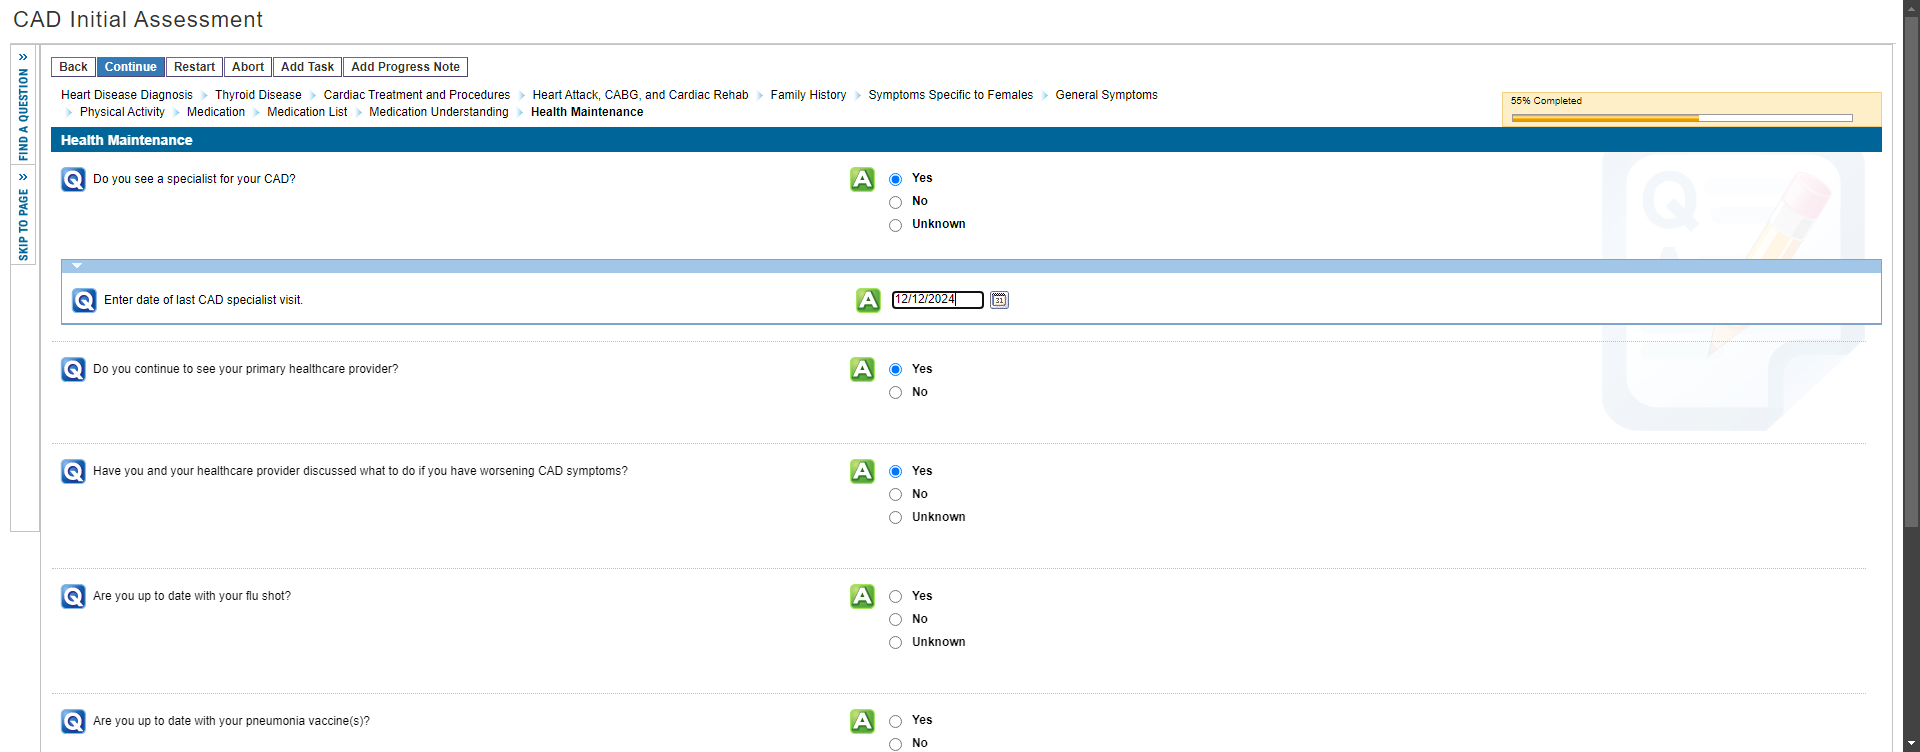 CAD Initial Assessment
» FIND A QUESTION
» SKIP TO PAGE
Back Continue Restart Abort Add Task Add Progress Note
Heart Disease Diagnosis Thyroid Disease Cardiac Treatment and Procedures Heart Attack, CABG, and Cardiac Rehab Family History Symptoms Specific to Females General Symptoms
Physical Activity Medication Medication List Medication Understanding Health Maintenance
55% Completed
Health Maintenance
Q Do you see a specialist for your CAD? A Yes
No
Unknown
Q Enter date of last CAD specialist visit. A 12/12/2024 31
Q Do you continue to see your primary healthcare provider? A Yes
No
Q Have you and your healthcare provider discussed what to do if you have worsening CAD symptoms? A Yes
No
Unknown
Q Are you up to date with your flu shot? A Yes
No
Unknown
Q Are you up to date with your pneumonia vaccine(s)? A Yes
No